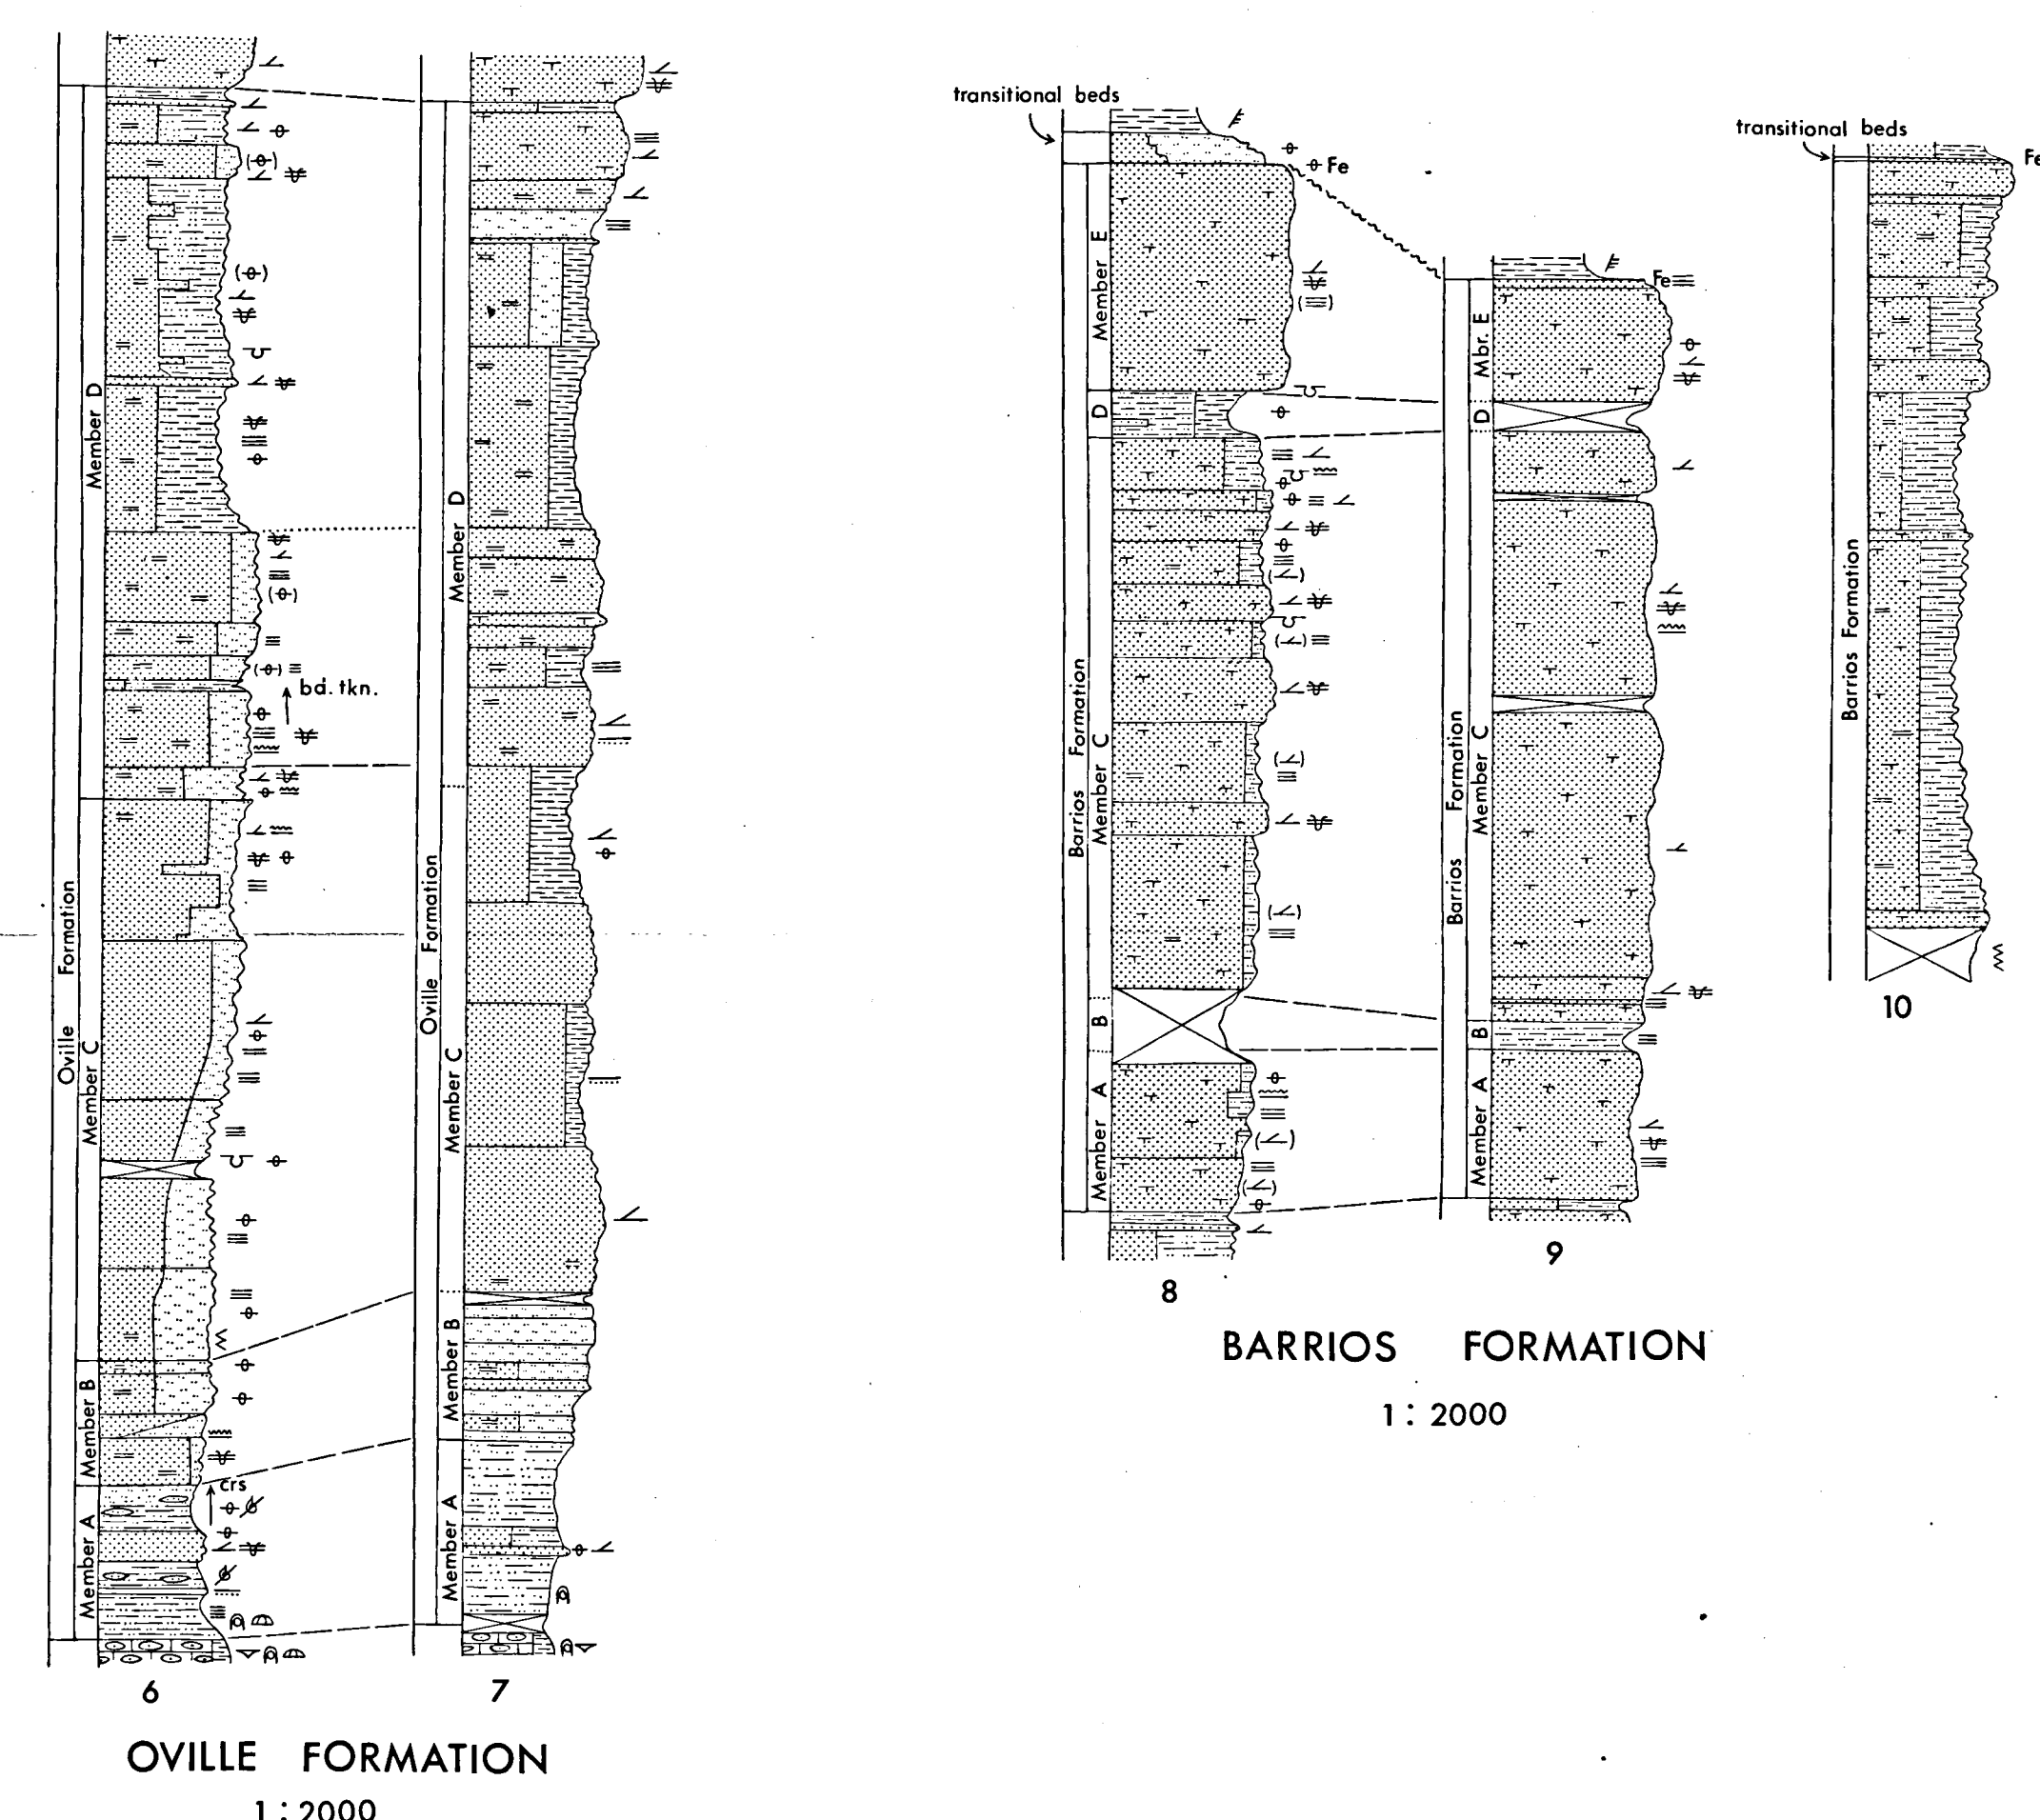 Oville Formation
Member D
Member C
Member B
Member A
bd. tkn.
crs
6
Oville Formation
Member D
Member C
Member B
Member A
7
OVILLE FORMATION
1 : 2000
transitional beds
Fe
Barrios Formation
Member E
D
Member C
B
Member A
8
Fe
Barrios Formation
Mbr. E
D
Member C
B
Member A
9
transitional beds
Fe
Barrios Formation
10
BARRIOS FORMATION
1 : 2000